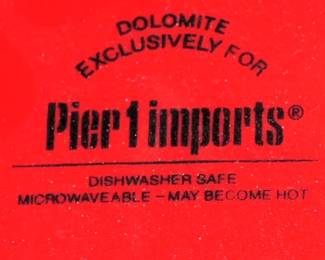 DOLOMITE
EXCLUSIVELY FOR
Pier 1 imports®
DISHWASHER SAFE
MICROWAVEABLE – MAY BECOME HOT